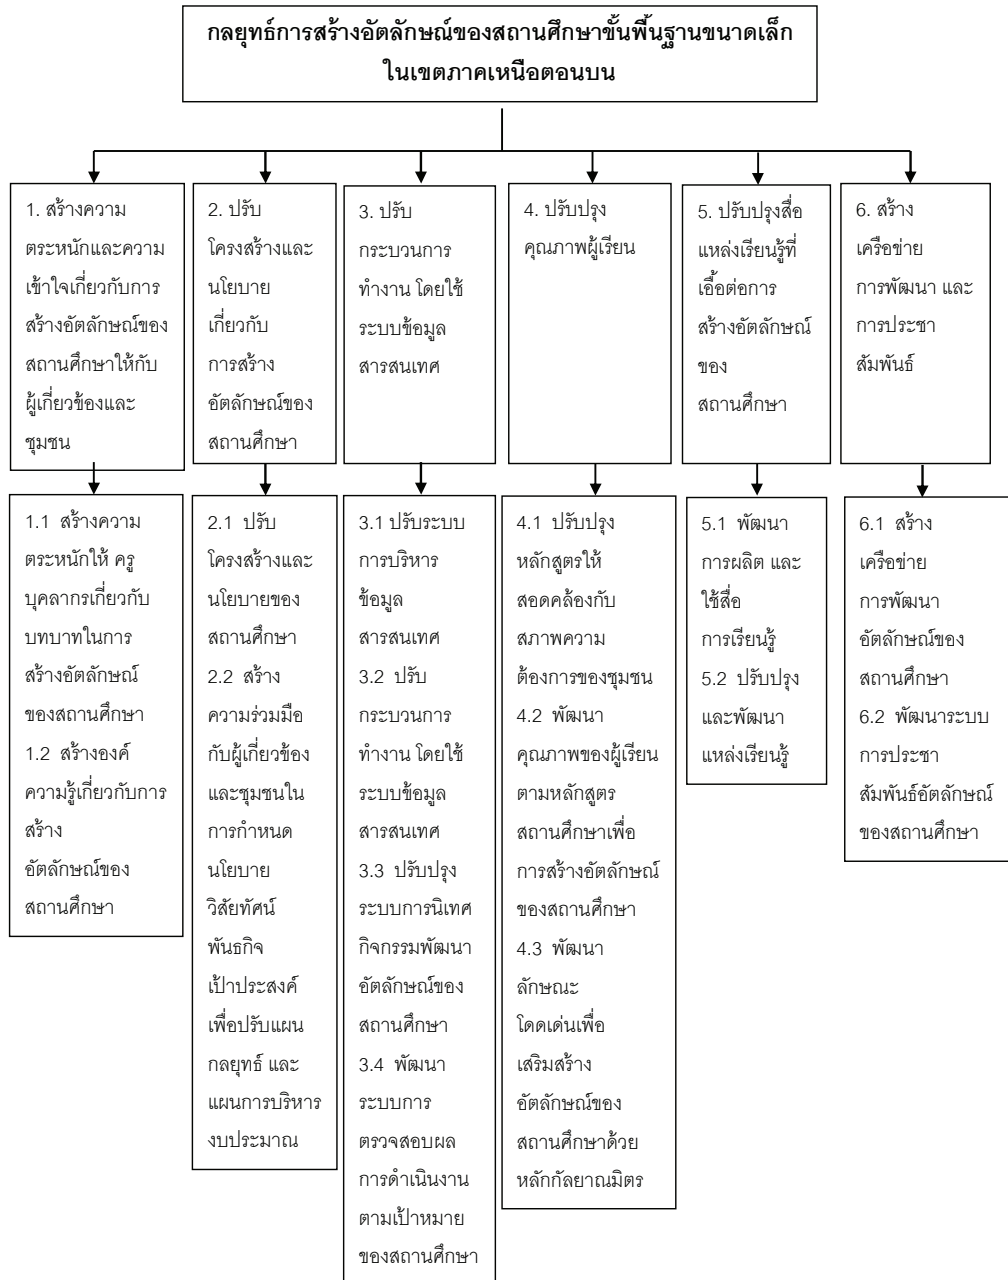 กลยุทธ์การสร้างอัตลักษณ์ของสถานศึกษาขั้นพื้นฐานขนาดเล็ก
ในเขตภาคเหนือตอนบน
1. สร้างความ
ตระหนักและความ
เข้าใจเกี่ยวกับการ
สร้างอัตลักษณ์ของ
สถานศึกษาให้กับ
ผู้เกี่ยวข้องและ
ชุมชน
2. ปรับ
โครงสร้างและ
นโยบาย
เกี่ยวกับ
การสร้าง
อัตลักษณ์ของ
สถานศึกษา
3. ปรับ
กระบวนการ
ทำงาน โดยใช้
ระบบข้อมูล
สารสนเทศ
4. ปรับปรุง
คุณภาพผู้เรียน
5. ปรับปรุงสื่อ
แหล่งเรียนรู้ที่
เอื้อต่อการ
สร้างอัตลักษณ์
ของ
สถานศึกษา
6. สร้าง
เครือข่าย
การพัฒนา และ
การประชา
สัมพันธ์
1.1 สร้างความ
ตระหนักให้ ครู
บุคลากรเกี่ยวกับ
บทบาทในการ
สร้างอัตลักษณ์
ของสถานศึกษา
1.2 สร้างองค์
ความรู้เกี่ยวกับการ
สร้าง
อัตลักษณ์ของ
สถานศึกษา
2.1 ปรับ
โครงสร้างและ
นโยบายของ
สถานศึกษา
2.2 สร้าง
ความร่วมมือ
กับผู้เกี่ยวข้อง
และชุมชนใน
การกำหนด
นโยบาย
วิสัยทัศน์
พันธกิจ
เป้าประสงค์
เพื่อปรับแผน
กลยุทธ์ และ
แผนการบริหาร
งบประมาณ
3.1 ปรับระบบ
การบริหาร
ข้อมูล
สารสนเทศ
3.2 ปรับ
กระบวนการ
ทำงาน โดยใช้
ระบบข้อมูล
สารสนเทศ
3.3 ปรับปรุง
ระบบการนิเทศ
กิจกรรมพัฒนา
อัตลักษณ์ของ
สถานศึกษา
3.4 พัฒนา
ระบบการ
ตรวจสอบผล
การดำเนินงาน
ตามเป้าหมาย
ของสถานศึกษา
4.1 ปรับปรุง
หลักสูตรให้
สอดคล้องกับ
สภาพความ
ต้องการของชุมชน
4.2 พัฒนา
คุณภาพของผู้เรียน
ตามหลักสูตร
สถานศึกษาเพื่อ
การสร้างอัตลักษณ์
ของสถานศึกษา
4.3 พัฒนา
ลักษณะ
โดดเด่นเพื่อ
เสริมสร้าง
อัตลักษณ์ของ
สถานศึกษาด้วย
หลักกัลยาณมิตร
5.1 พัฒนา
การผลิต และ
ใช้สื่อ
การเรียนรู้
5.2 ปรับปรุง
และพัฒนา
แหล่งเรียนรู้
6.1 สร้าง
เครือข่าย
การพัฒนา
อัตลักษณ์ของ
สถานศึกษา
6.2 พัฒนาระบบ
การประชา
สัมพันธ์อัตลักษณ์
ของสถานศึกษา